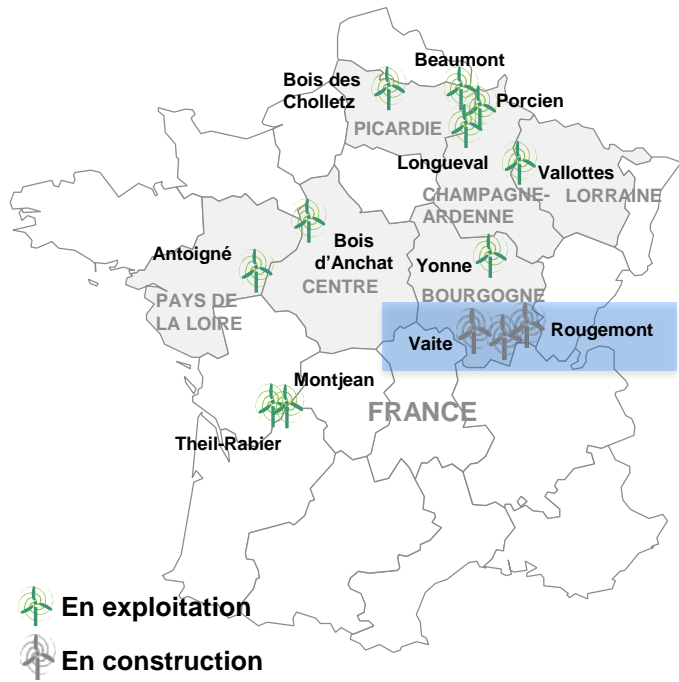 Beaumont
Bois des
Cholletz
Porcien
PICARDIE
Longueval
Vallottes
CHAMPAGNE-
ARDENNE
LORRAINE
Antoigné
Bois
d'Anchat
Yonne
CENTRE
BOURGOGNE
PAYS DE
LA LOIRE
Vaite
Rougemont
Montjean
FRANCE
Theil-Rabier
En exploitation
En construction